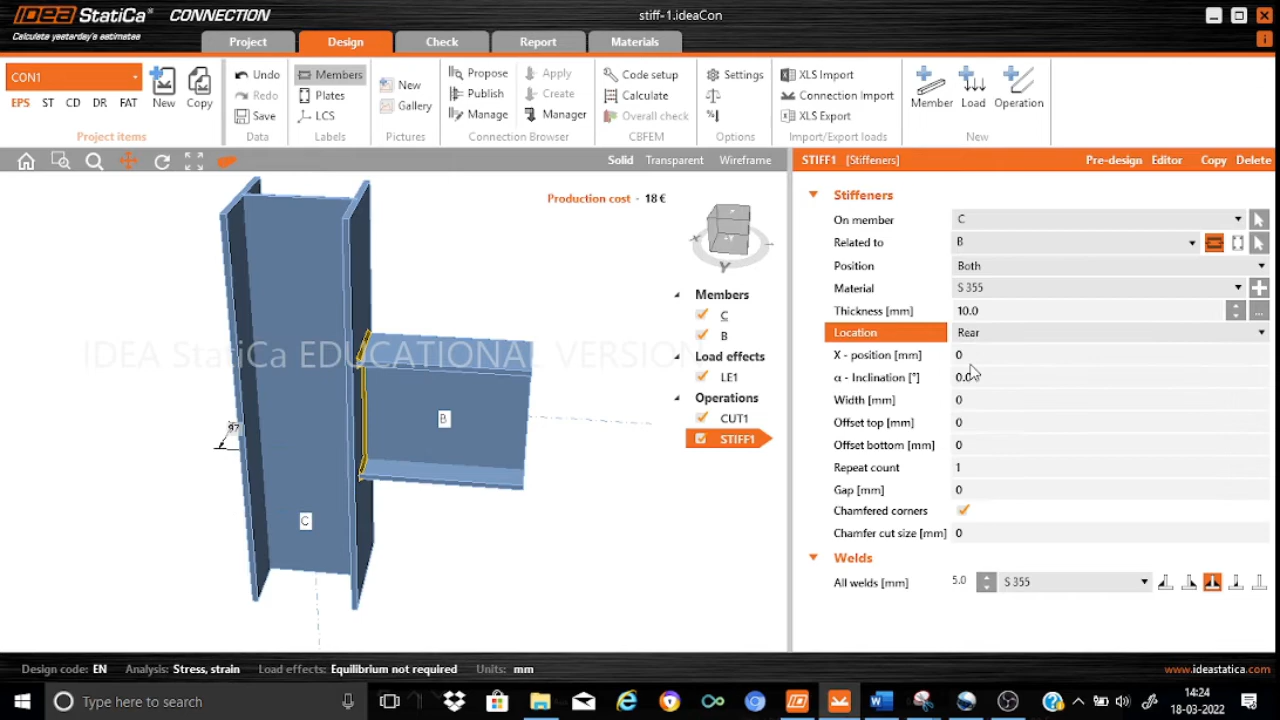 IDEA StatiCa® CONNECTION
Calculate yesterday's estimates
stiff-1.ideaCon
Project Design Check Report Materials
CON1
EPS ST CD DR FAT
New Copy
Project items
Undo
Redo
Save
Data
Members
Plates
LCS
Labels
New
Gallery
Pictures
Propose
Publish
Manage
Apply
Create
Manager
Connection Browser
Code setup
Calculate
Overall check
CBFEM
Settings
Options
XLS Import
Connection Import
XLS Export
Import/Export loads
Member Load Operation
New
Solid Transparent Wireframe
STIFF1 [Stiffeners] Pre-design Editor Copy Delete
Production cost - 18 €
Y
Members
C
B
Load effects
LE1
Operations
CUT1
STIFF1
IDEA StatiCa EDUCATIONAL VERSION
B
C
Stiffeners
On member C
Related to B
Position Both
Material S 355
Thickness [mm] 10.0
Location Rear
X - position [mm] 0
α - Inclination [°] 0.0
Width [mm] 0
Offset top [mm] 0
Offset bottom [mm] 0
Repeat count 1
Gap [mm] 0
Chamfered corners
Chamfer cut size [mm] 0
Welds
All welds [mm] 5.0 S 355
Design code: EN Analysis: Stress, strain Load effects: Equilibrium not required Units: mm www.ideastatica.com
Type here to search
14:24
18-03-2022